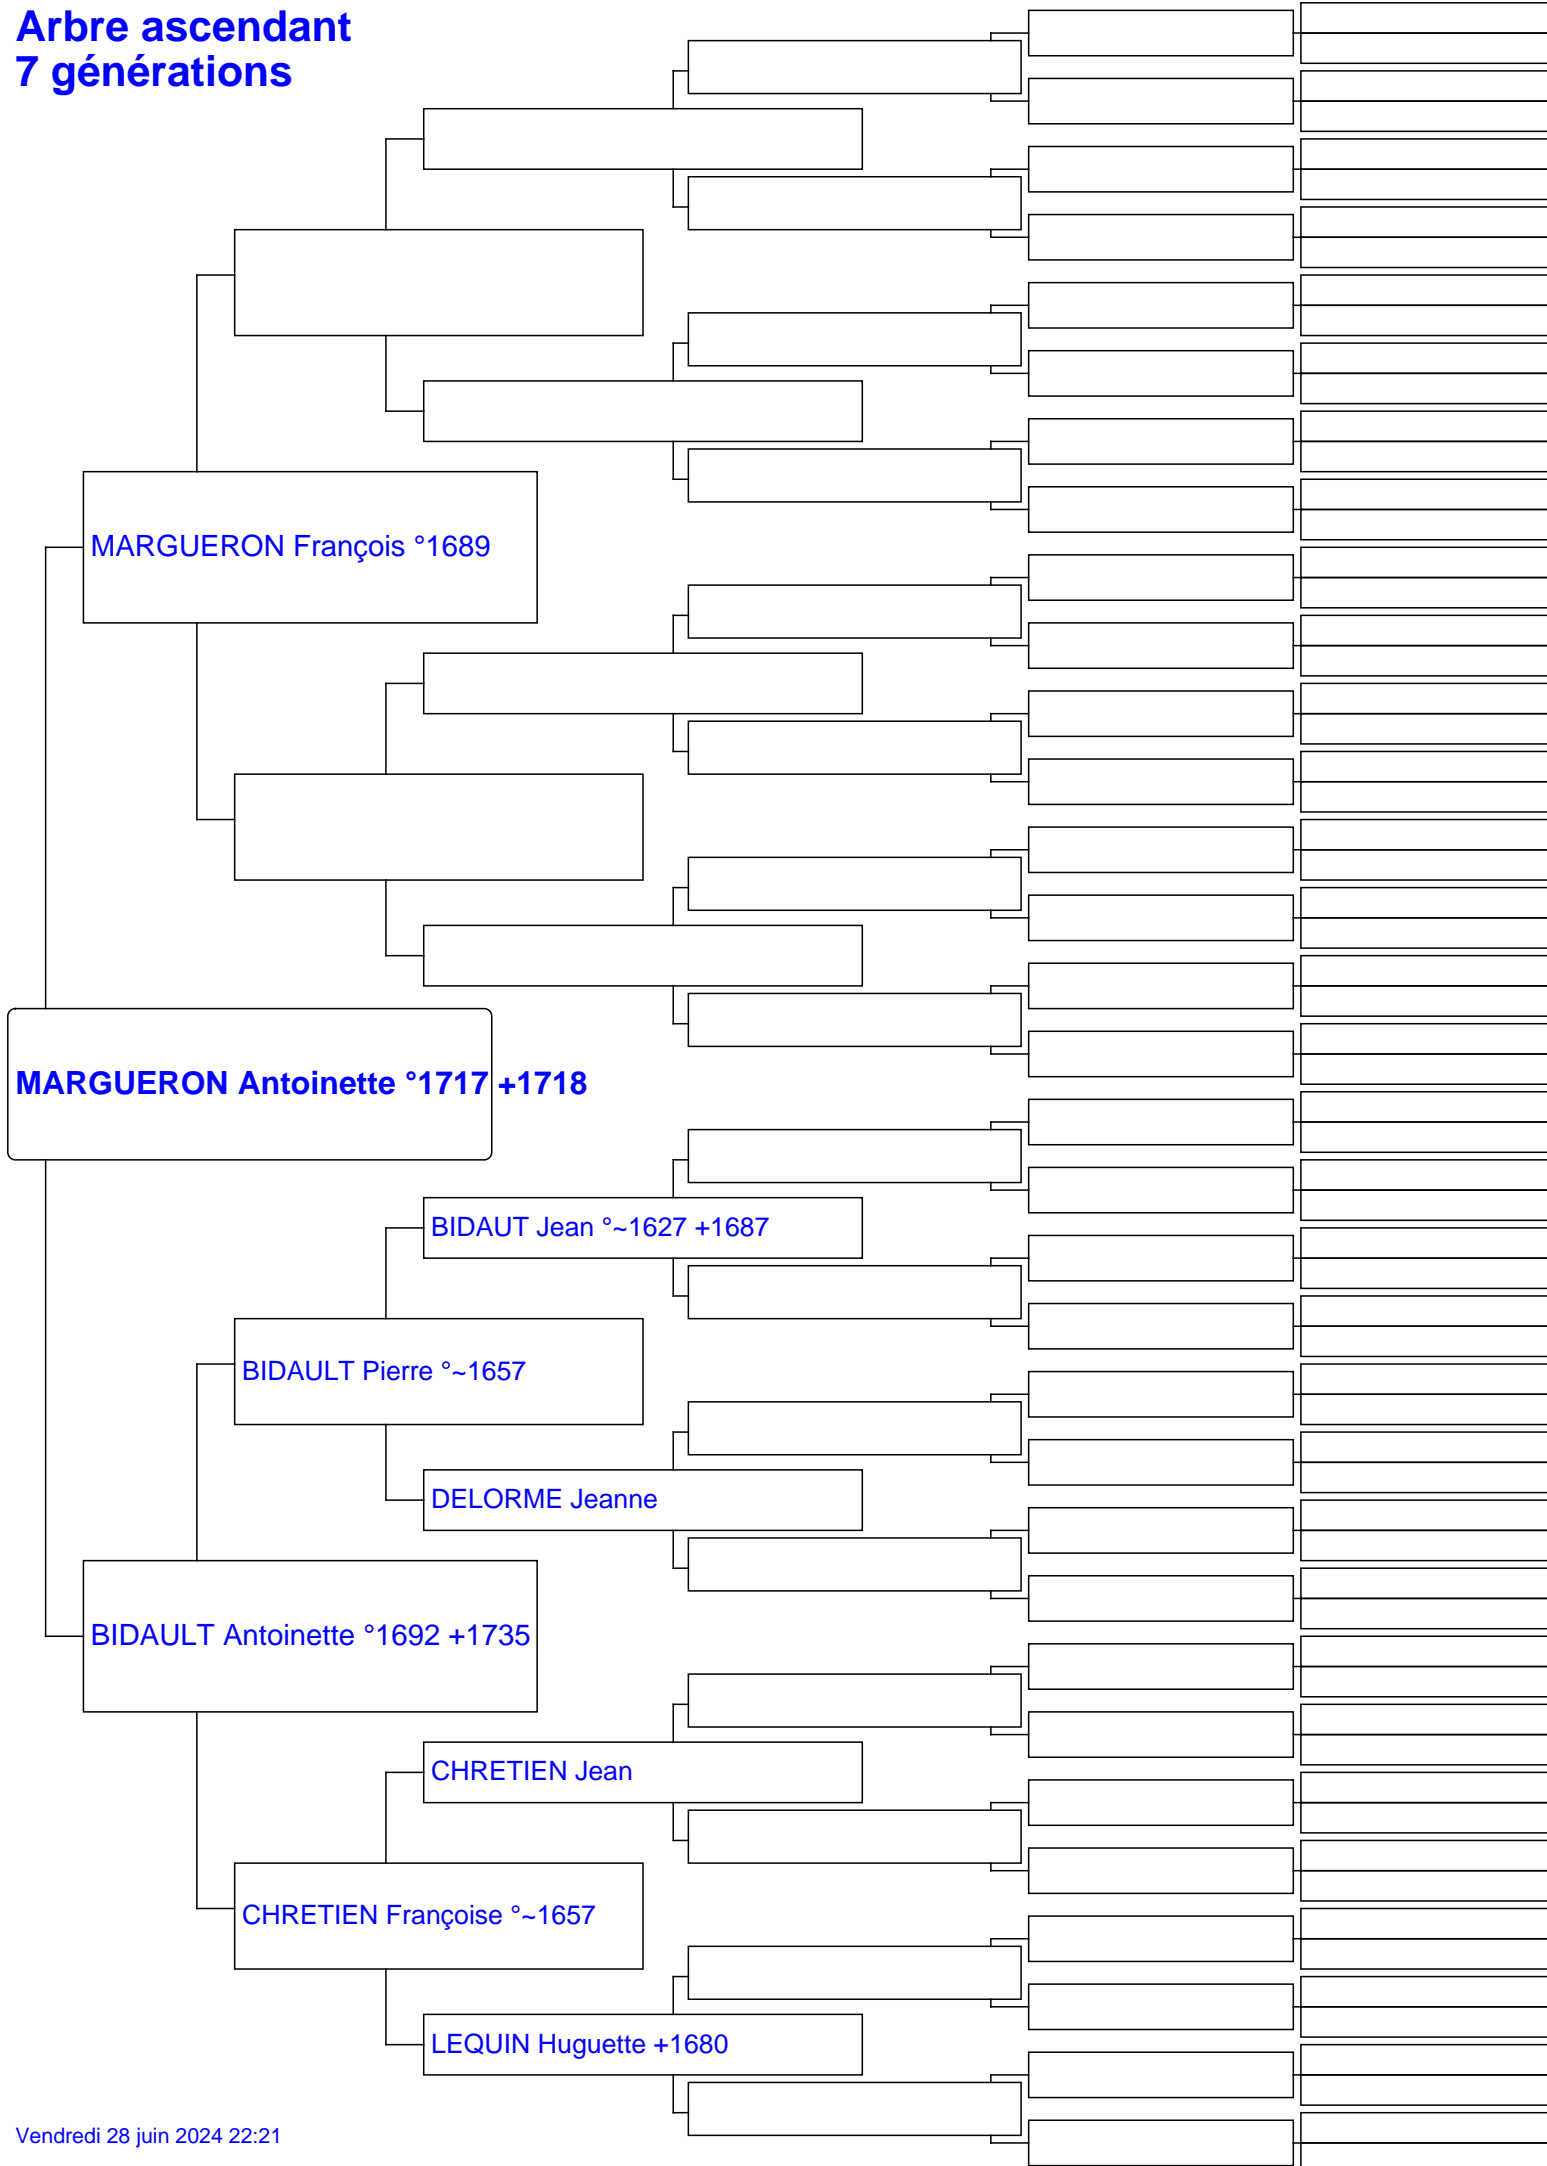 Arbre ascendant
7 générations
MARGUERON François °1689
MARGUERON Antoinette °1717 +1718
BIDAUT Jean °~1627 +1687
BIDAULT Pierre °~1657
DELORME Jeanne
BIDAULT Antoinette °1692 +1735
CHRETIEN Jean
CHRETIEN Françoise °~1657
LEQUIN Huguette +1680
Vendredi 28 juin 2024 22:21